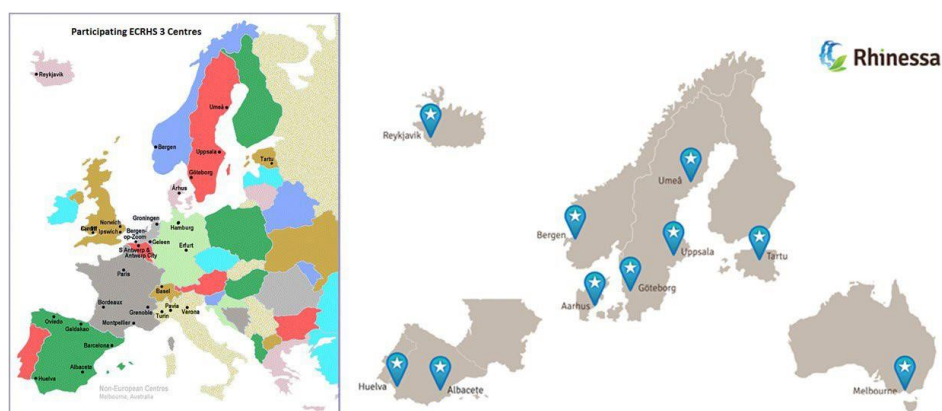 Participating ECRHS 3 Centres
Reykjavik
Umeå
Bergen
Uppsala
Tartu
Göteborg
Århus
Groningen
Hamburg
Norwich
Ipswich
Bergen-
op-Zoom
Geleen
Erfurt
Antwerp &
Antwerp City
Paris
Basel
Bordeaux
Grenoble
Pavia
Turin
Verona
Montpellier
Oviedo
Galdakao
Barcelona
Albacete
Huelva
Non-European Centres
Melbourne, Australia
Rhinessa
Reykjavik
Umeå
Bergen
Uppsala
Tartu
Göteborg
Aarhus
Huelva
Albacete
Melbourne